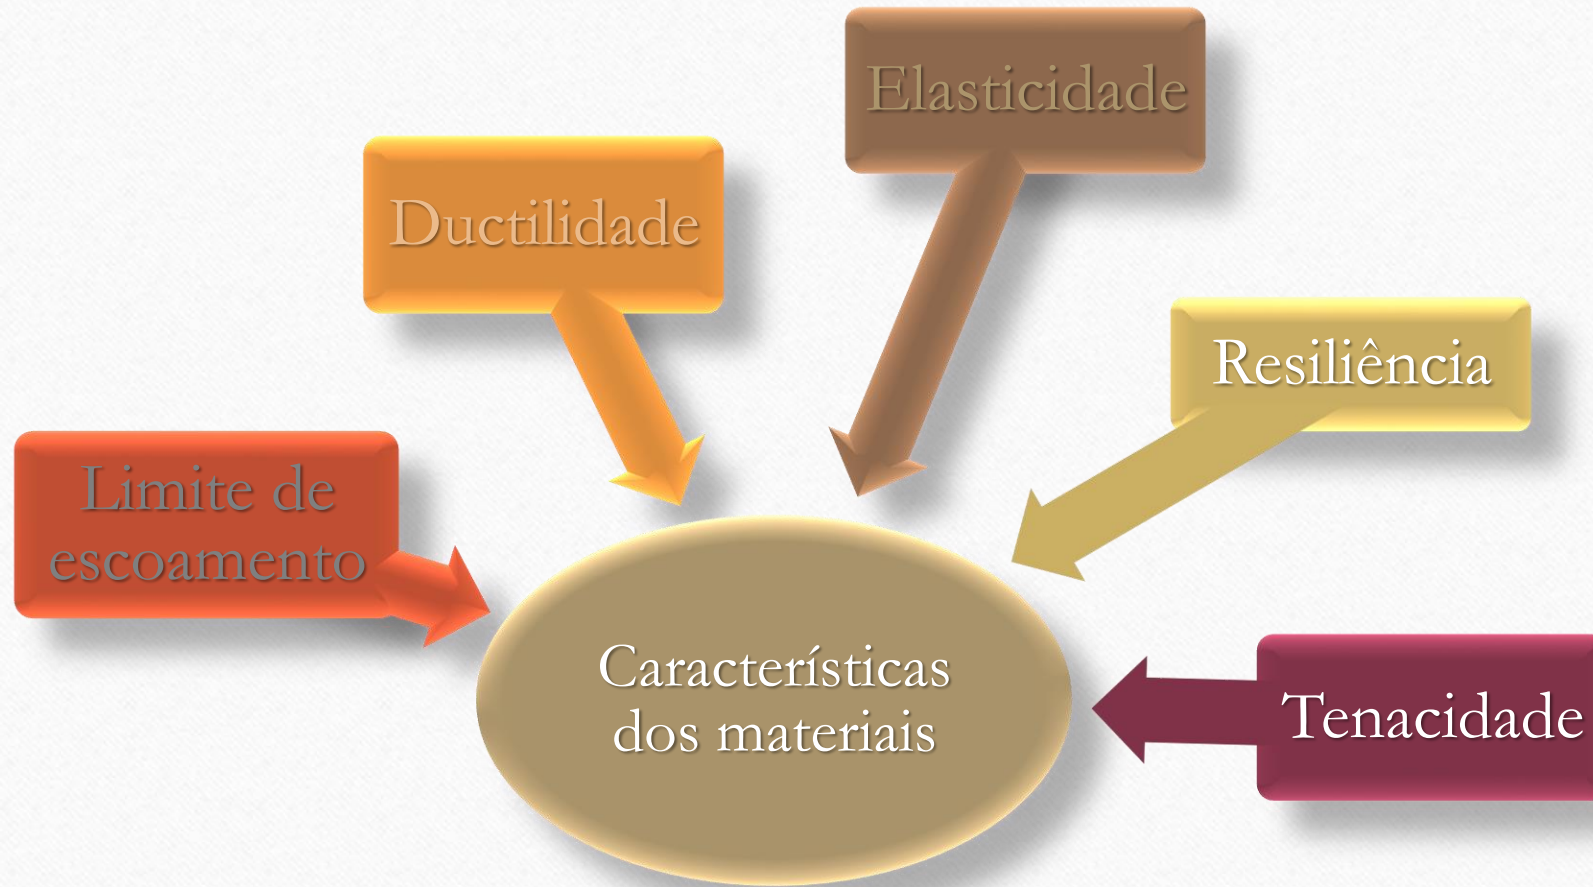 Elasticidade
Ductilidade
Resiliência
Limite de
escoamento
Características
dos materiais
Tenacidade